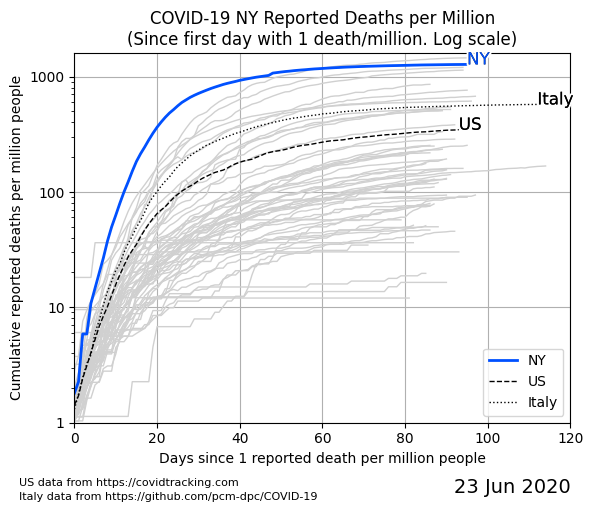 COVID-19 NY Reported Deaths per Million
(Since first day with 1 death/million. Log scale)
Cumulative reported deaths per million people
1000
100
10
1
NY
Italy
US
NY
US
Italy
0 20 40 60 80 100 120
Days since 1 reported death per million people
US data from https://covidtracking.com
Italy data from https://github.com/pcm-dpc/COVID-19
23 Jun 2020